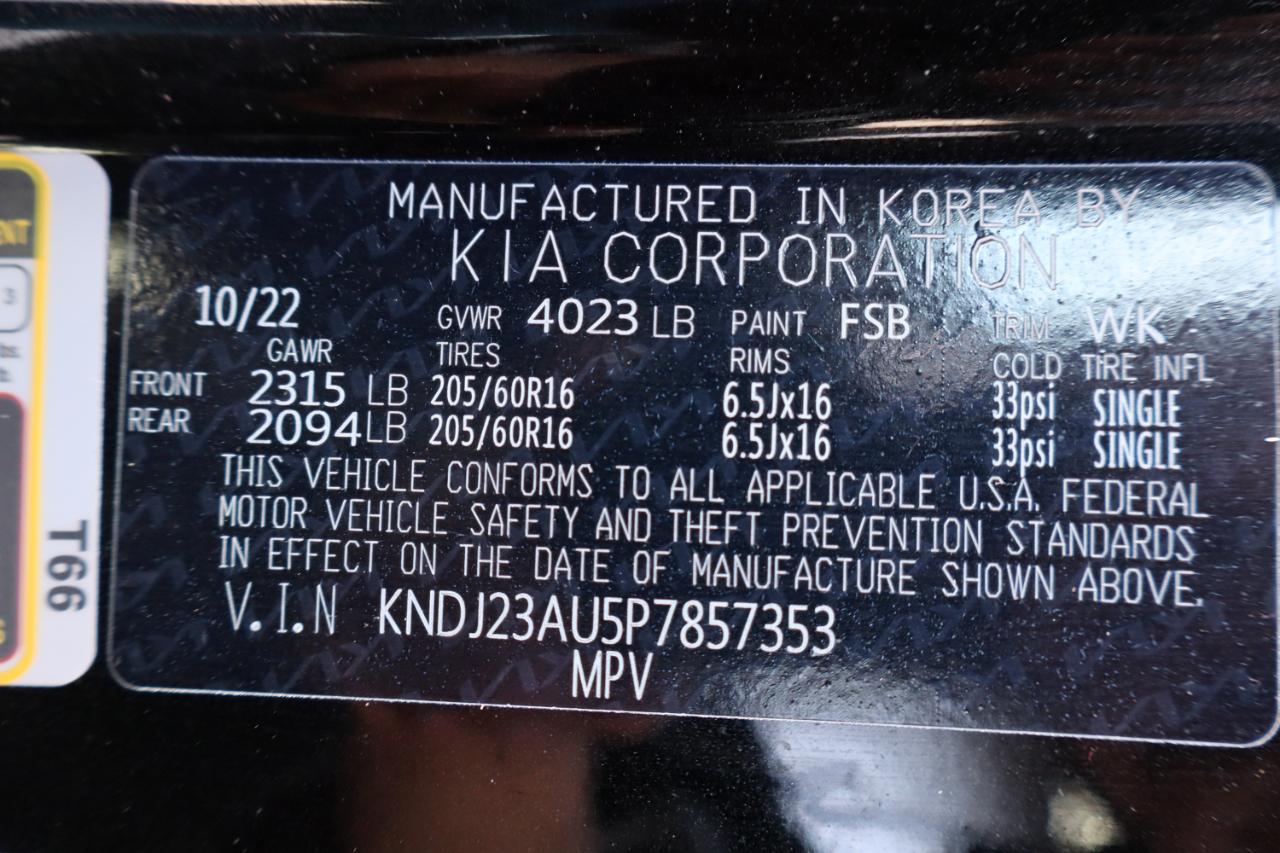 MANUFACTURED IN KOREA BY
KIA CORPORATION
10/22 GVWR 4023 LB PAINT FSB TRIM WK
GAWR TIRES RIMS COLD TIRE INFL
FRONT 2315 LB 205/60R16 6.5Jx16 33psi SINGLE
REAR 2094 LB 205/60R16 6.5Jx16 33psi SINGLE
THIS VEHICLE CONFORMS TO ALL APPLICABLE U.S.A. FEDERAL
MOTOR VEHICLE SAFETY AND THEFT PREVENTION STANDARDS
IN EFFECT ON THE DATE OF MANUFACTURE SHOWN ABOVE.
V.I.N KNDJ23AU5P7857353
MPV
T66
3